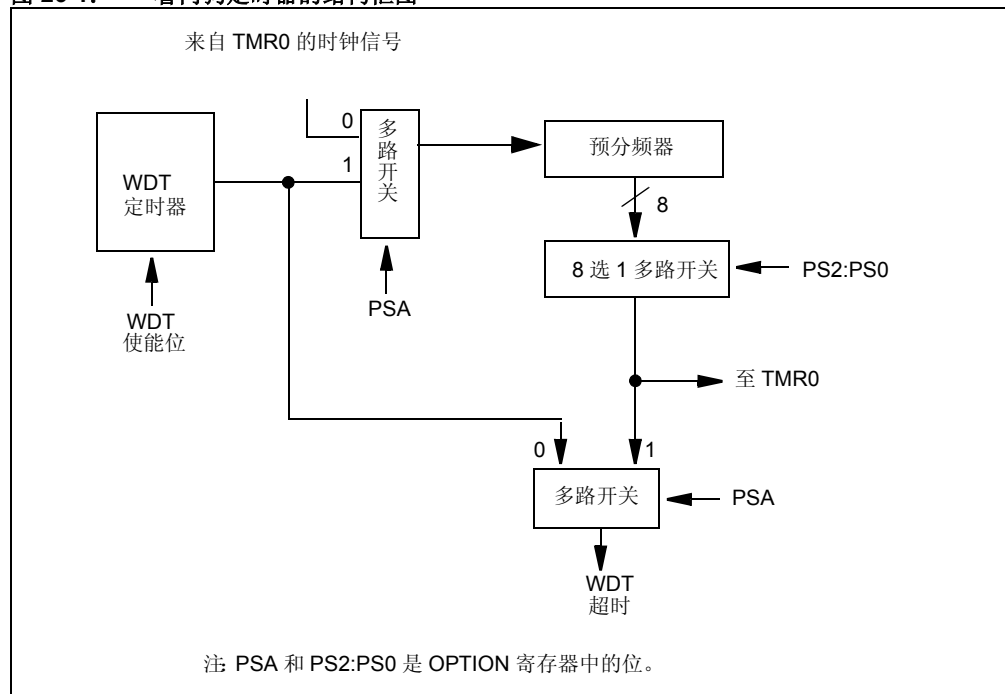 来自 TMR0 的时钟信号
0
1
多路开关
预分频器
8
WDT
定时器
8 选 1 多路开关
PS2:PS0
PSA
WDT
使能位
至 TMR0
0
1
多路开关
PSA
WDT
超时
注: PSA 和 PS2:PS0 是 OPTION 寄存器中的位。